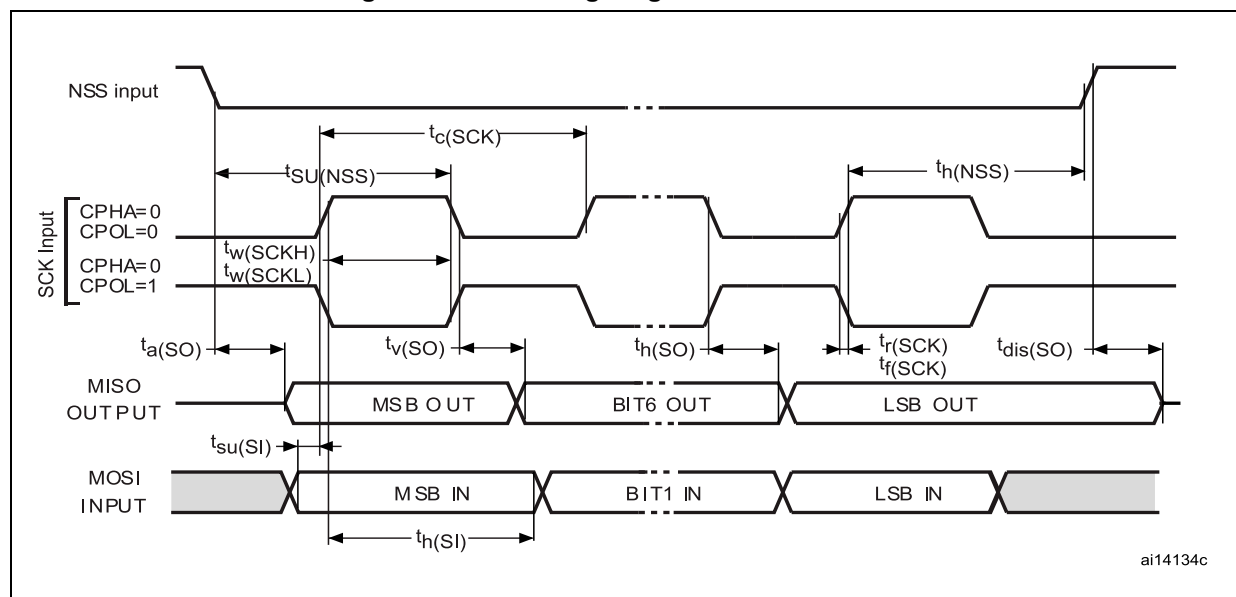 NSS input
tc(SCK)
tSU(NSS)
th(NSS)
SCK Input
CPHA=0
CPOL=0
tw(SCKH)
CPHA=0
tw(SCKL)
CPOL=1
ta(SO)
tv(SO)
th(SO)
tr(SCK)
tf(SCK)
tdis(SO)
MISO
OUTPUT
MSB OUT
BIT6 OUT
LSB OUT
tsu(SI)
MOSI
INPUT
MSB IN
BIT1 IN
LSB IN
th(SI)
ai14134c